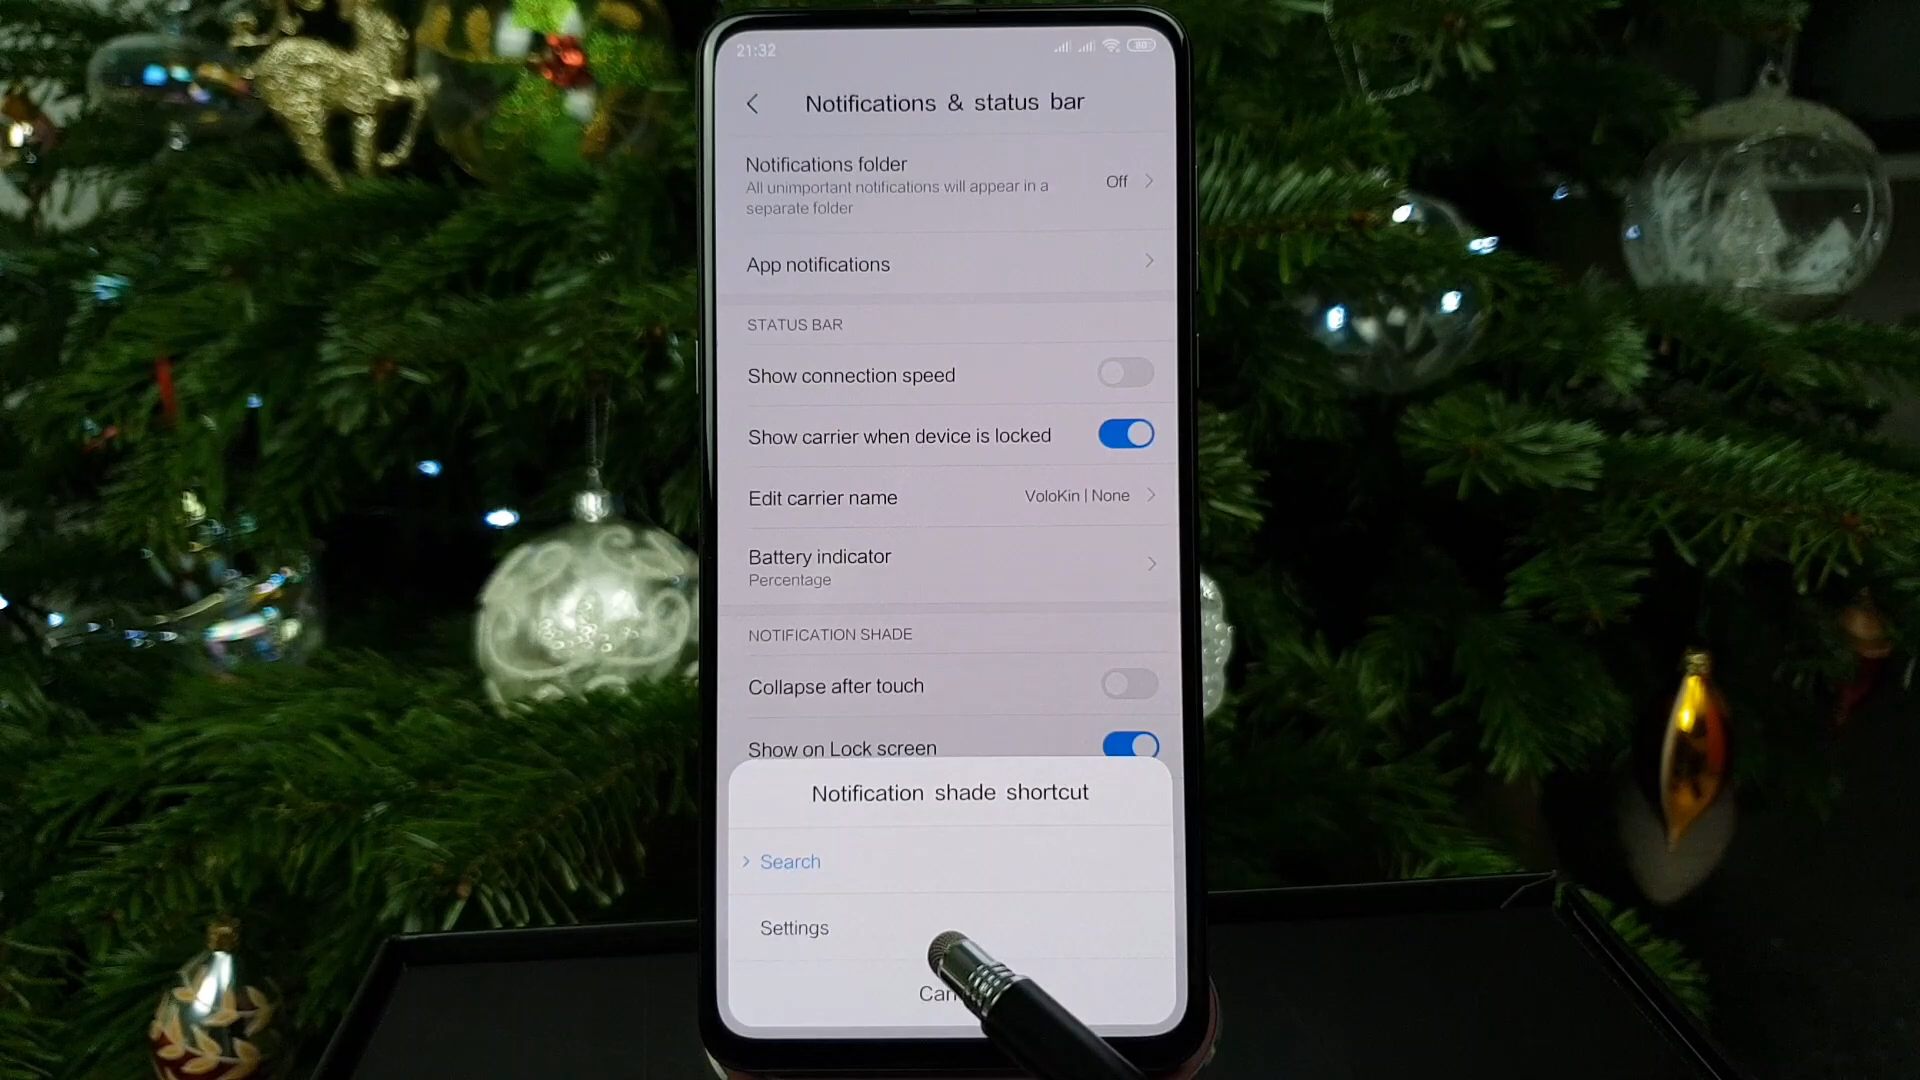 21:32
80
Notifications & status bar
Notifications folder
All unimportant notifications will appear in a
separate folder
Off
App notifications
STATUS BAR
Show connection speed
Show carrier when device is locked
Edit carrier name
VoloKin | None
Battery indicator
Percentage
NOTIFICATION SHADE
Collapse after touch
Show on Lock screen
Notification shade shortcut
Search
Settings